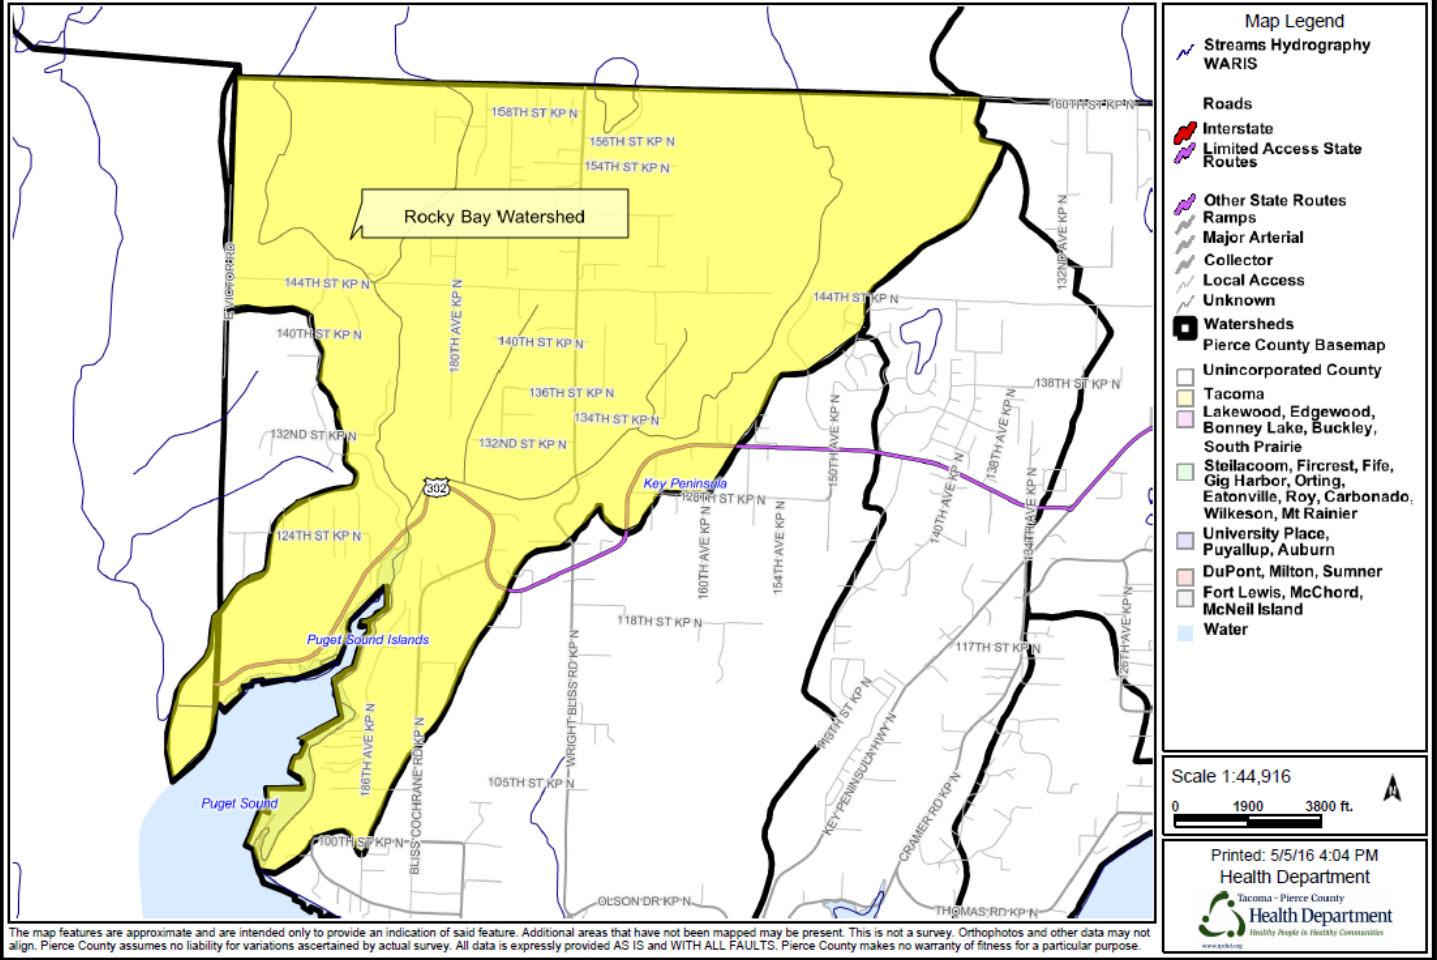 158TH ST KP N
160TH ST KP N
156TH ST KP N
154TH ST KP N
Rocky Bay Watershed
E VICTOR RD
132ND AVE KP N
144TH ST KP N
144TH ST KP N
180TH AVE KP N
140TH ST KP N
140TH ST KP N
138TH ST KP N
136TH ST KP N
134TH ST KP N
132ND ST KP N
132ND ST KP N
150TH AVE KP N
138TH AVE KP N
140TH AVE KP N
302
Key Peninsula
128TH ST KP N
134TH AVE KP N
124TH ST KP N
160TH AVE KP N
154TH AVE KP N
118TH ST KP N
Puget Sound Islands
117TH ST KP N
126TH AVE KP N
WRIGHT BLISS RD KP N
113TH ST KP N
186TH AVE KP N
BLISS COCHRANE RD KP N
KEY PENINSULA HWY N
105TH ST KP N
Puget Sound
CRAMER RD KP N
100TH ST KP N
OLSON DR KP N
THOMAS RD KP N
Map Legend
Streams Hydrography
WARIS
Roads
Interstate
Limited Access State
Routes
Other State Routes
Ramps
Major Arterial
Collector
Local Access
Unknown
Watersheds
Pierce County Basemap
Unincorporated County
Tacoma
Lakewood, Edgewood,
Bonney Lake, Buckley,
South Prairie
Steilacoom, Fircrest, Fife,
Gig Harbor, Orting,
Eatonville, Roy, Carbonado,
Wilkeson, Mt Rainier
University Place,
Puyallup, Auburn
DuPont, Milton, Sumner
Fort Lewis, McChord,
McNeil Island
Water
Scale 1:44,916
N
0 1900 3800 ft.
Printed: 5/5/16 4:04 PM
Health Department
Tacoma - Pierce County
Health Department
Healthy People in Healthy Communities
www.tpchd.org
The map features are approximate and are intended only to provide an indication of said feature. Additional areas that have not been mapped may be present. This is not a survey. Orthophotos and other data may not
align. Pierce County assumes no liability for variations ascertained by actual survey. All data is expressly provided AS IS and WITH ALL FAULTS. Pierce County makes no warranty of fitness for a particular purpose.